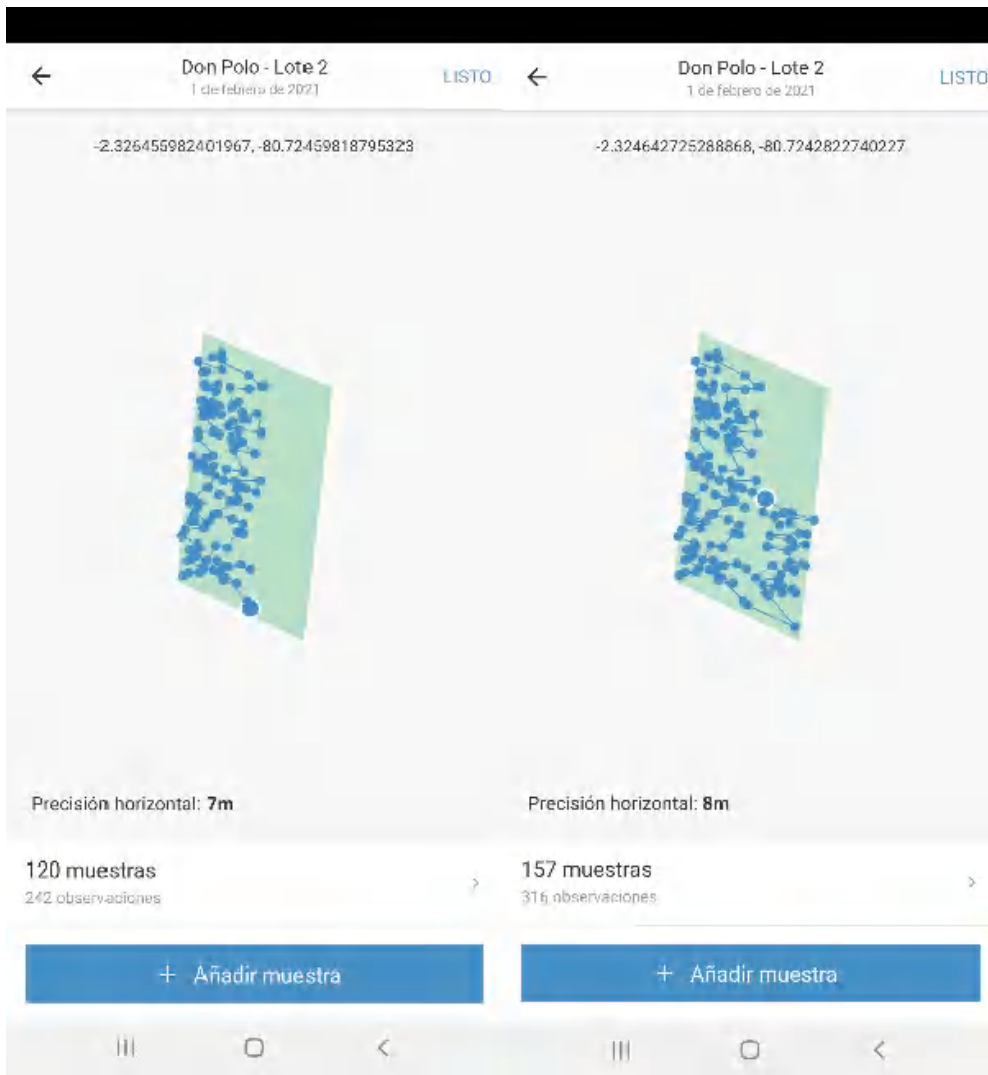 Don Polo - Lote 2
1 de febrero de 2021
LISTO
-2.326455982401967, -80.72459818795323
Precisión horizontal: 7m
120 muestras
242 observaciones
+ Añadir muestra
Don Polo - Lote 2
1 de febrero de 2021
LISTO
-2.324642725288868, -80.7242822740227
Precisión horizontal: 8m
157 muestras
316 observaciones
+ Añadir muestra